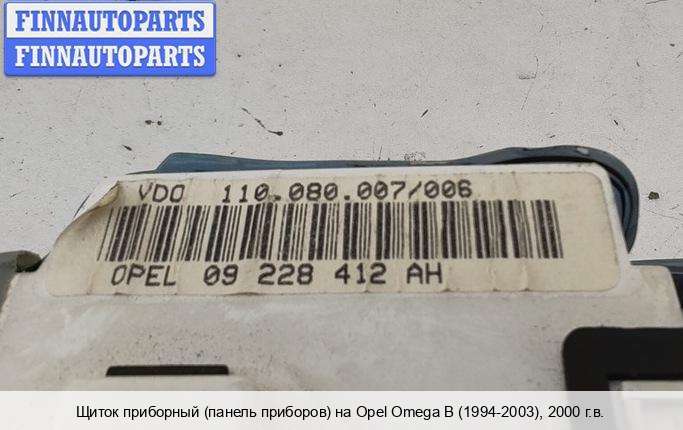 FINNAUTOPARTS
FINNAUTOPARTS
VDO 110.080.007/006
OPEL 09 228 412 AH
Щиток приборный (панель приборов) на Opel Omega B (1994-2003), 2000 г.в.